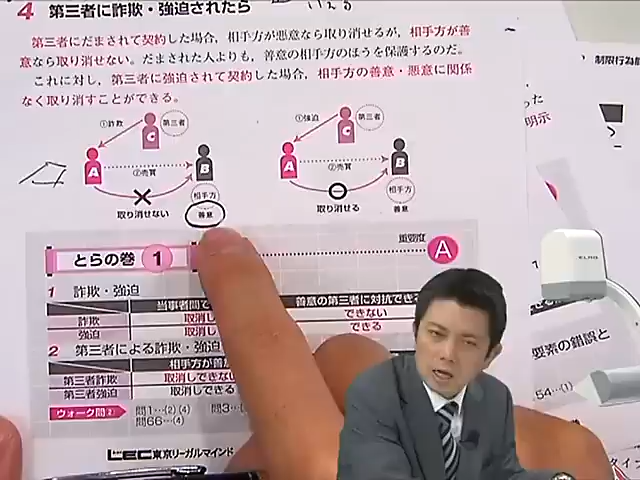 4 第三者に詐欺・強迫されたら
第三者にだまされて契約した場合，相手方が悪意なら取り消せるが，相手方が善
意なら取り消せない。だまされた人よりも，善意の相手方のほうを保護するのだ。
これに対し，第三者に強迫されて契約した場合，相手方の善意・悪意に関係
なく取り消すことができる。
①詐欺
C
第三者
A
②売買
B
相手方
善意
取り消せない
①強迫
C
第三者
A
②売買
B
相手方
善意
取り消せる
とらの巻 1
重要度 A
1 詐欺・強迫
当事者間で
善意の第三者に対抗でき
詐欺 取消し できない
強迫 取消し できる
2 第三者による詐欺・強迫
相手方が善意
第三者詐欺 取消しできない
第三者強迫 取消しできる
ウォーク問② 問1…(2)(4) 問3…
問66…(4)
LEC東京リーガルマインド
制限行為能
った
明示
ELMO
要素の錯誤と
54…(1)